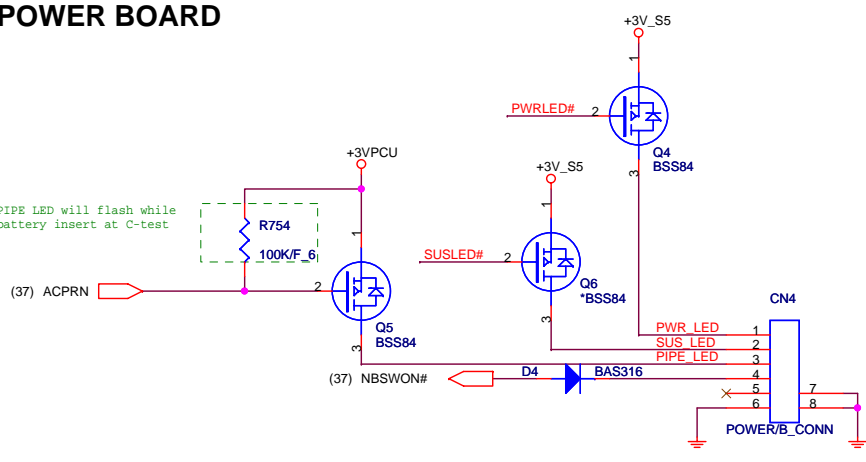 POWER BOARD
+3V_S5
1
PWRLED#
2
Q4
BSS84
3
+3VPCU
+3V_S5
PIPE LED will flash while
battery insert at C-test
R754
100K/F_6
1
1
SUSLED#
2
Q6
*BSS84
3
(37) ACPRN
2
Q5
BSS84
3
CN4
PWR_LED
1
SUS_LED
2
PIPE_LED
3
(37) NBSWON#
D4
BAS316
4
5
6
7
8
POWER/B_CONN